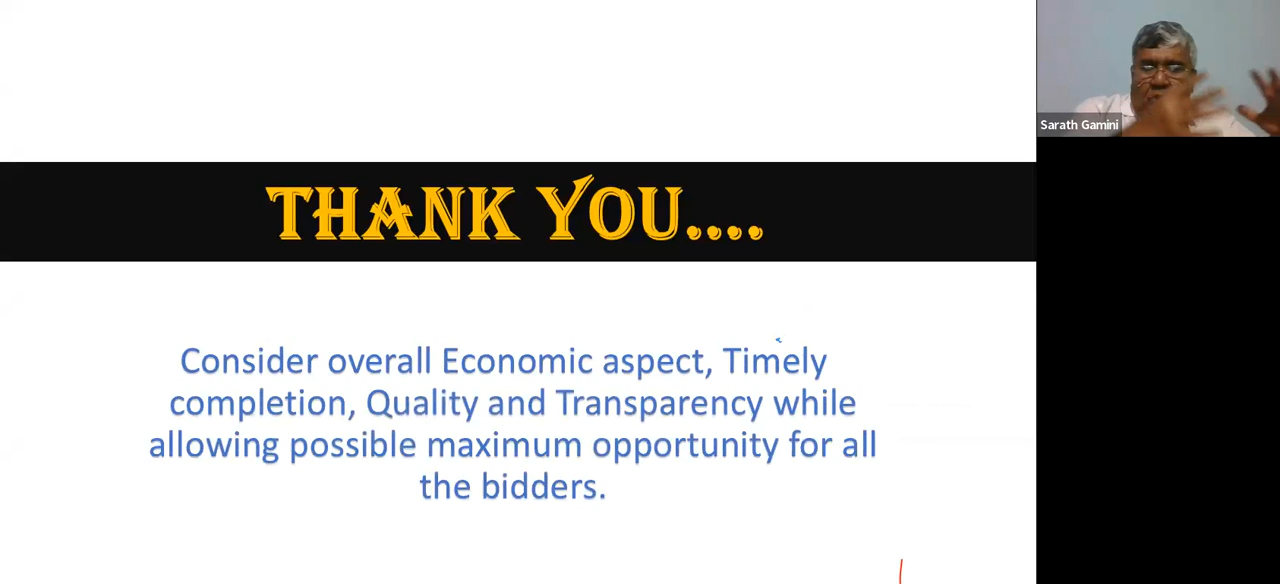 Sarath Gamini
THANK YOU....
Consider overall Economic aspect, Timely
completion, Quality and Transparency while
allowing possible maximum opportunity for all
the bidders.